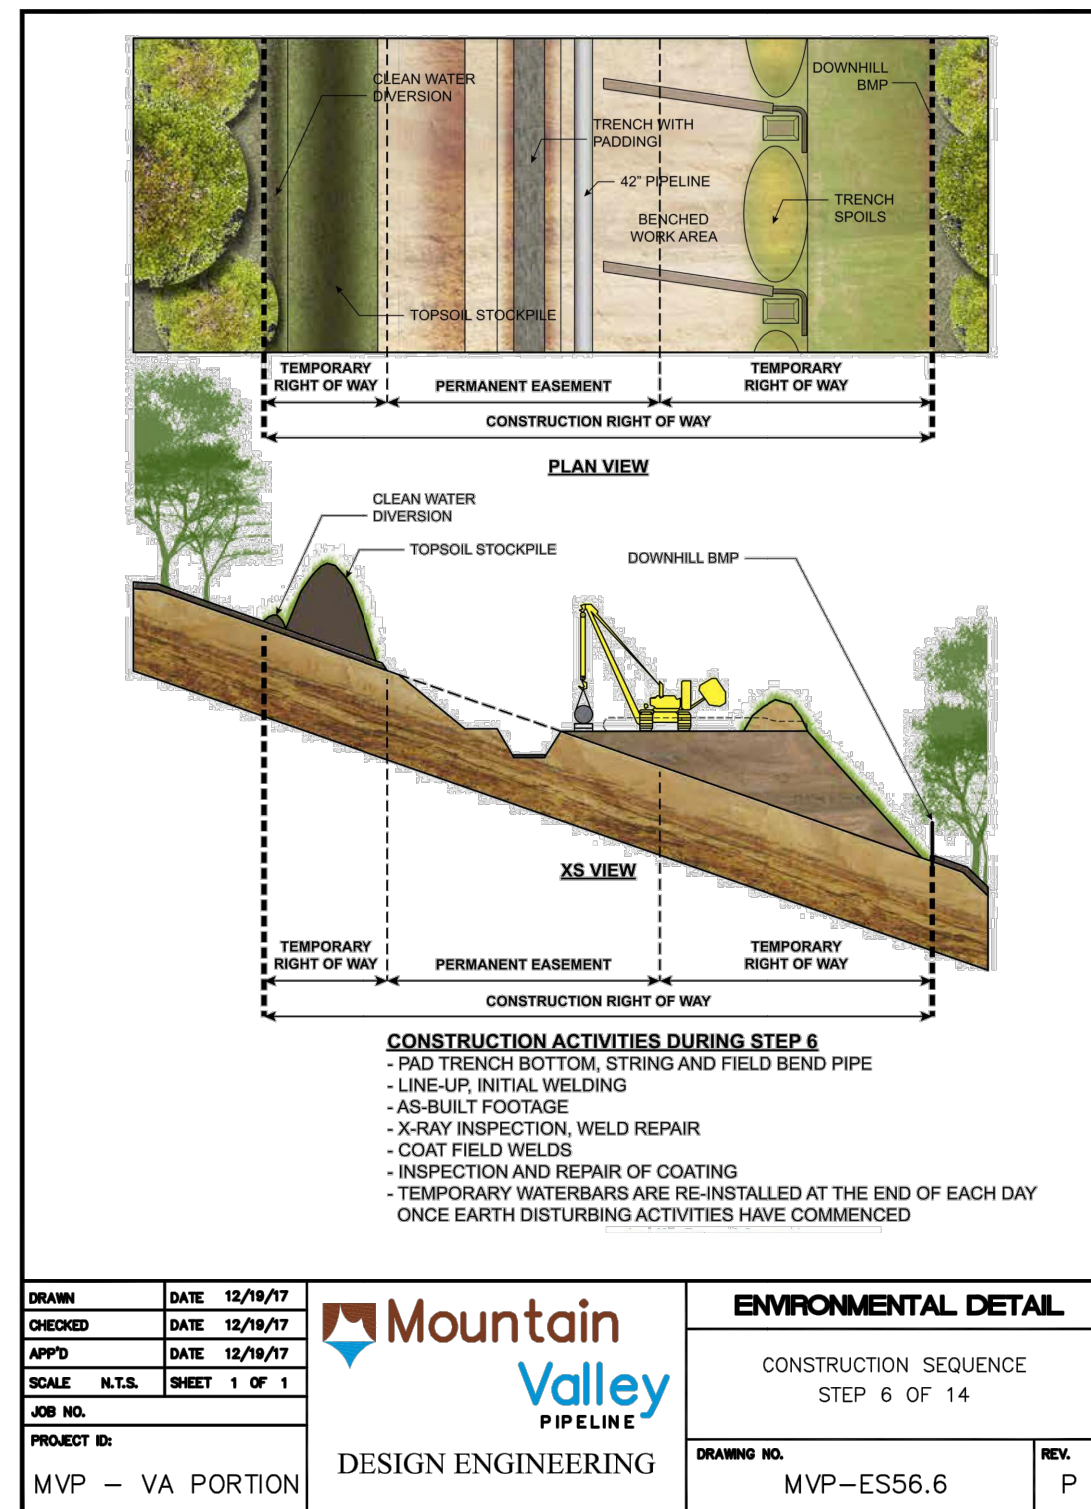 CLEAN WATER
DIVERSION
DOWNHILL
BMP
TRENCH WITH
PADDING
42" PIPELINE
TRENCH
SPOILS
BENCHED
WORK AREA
TOPSOIL STOCKPILE
TEMPORARY
RIGHT OF WAY
PERMANENT EASEMENT
TEMPORARY
RIGHT OF WAY
CONSTRUCTION RIGHT OF WAY
PLAN VIEW
CLEAN WATER
DIVERSION
TOPSOIL STOCKPILE
DOWNHILL BMP
XS VIEW
TEMPORARY
RIGHT OF WAY
PERMANENT EASEMENT
TEMPORARY
RIGHT OF WAY
CONSTRUCTION RIGHT OF WAY
CONSTRUCTION ACTIVITIES DURING STEP 6
- PAD TRENCH BOTTOM, STRING AND FIELD BEND PIPE
- LINE-UP, INITIAL WELDING
- AS-BUILT FOOTAGE
- X-RAY INSPECTION, WELD REPAIR
- COAT FIELD WELDS
- INSPECTION AND REPAIR OF COATING
- TEMPORARY WATERBARS ARE RE-INSTALLED AT THE END OF EACH DAY
ONCE EARTH DISTURBING ACTIVITIES HAVE COMMENCED
DRAWN DATE 12/19/17
CHECKED DATE 12/19/17
APP'D DATE 12/19/17
SCALE N.T.S. SHEET 1 OF 1
JOB NO.
PROJECT ID:
MVP – VA PORTION
Mountain
Valley
PIPELINE
DESIGN ENGINEERING
ENVIRONMENTAL DETAIL
CONSTRUCTION SEQUENCE
STEP 6 OF 14
DRAWING NO.
MVP–ES56.6
REV.
P